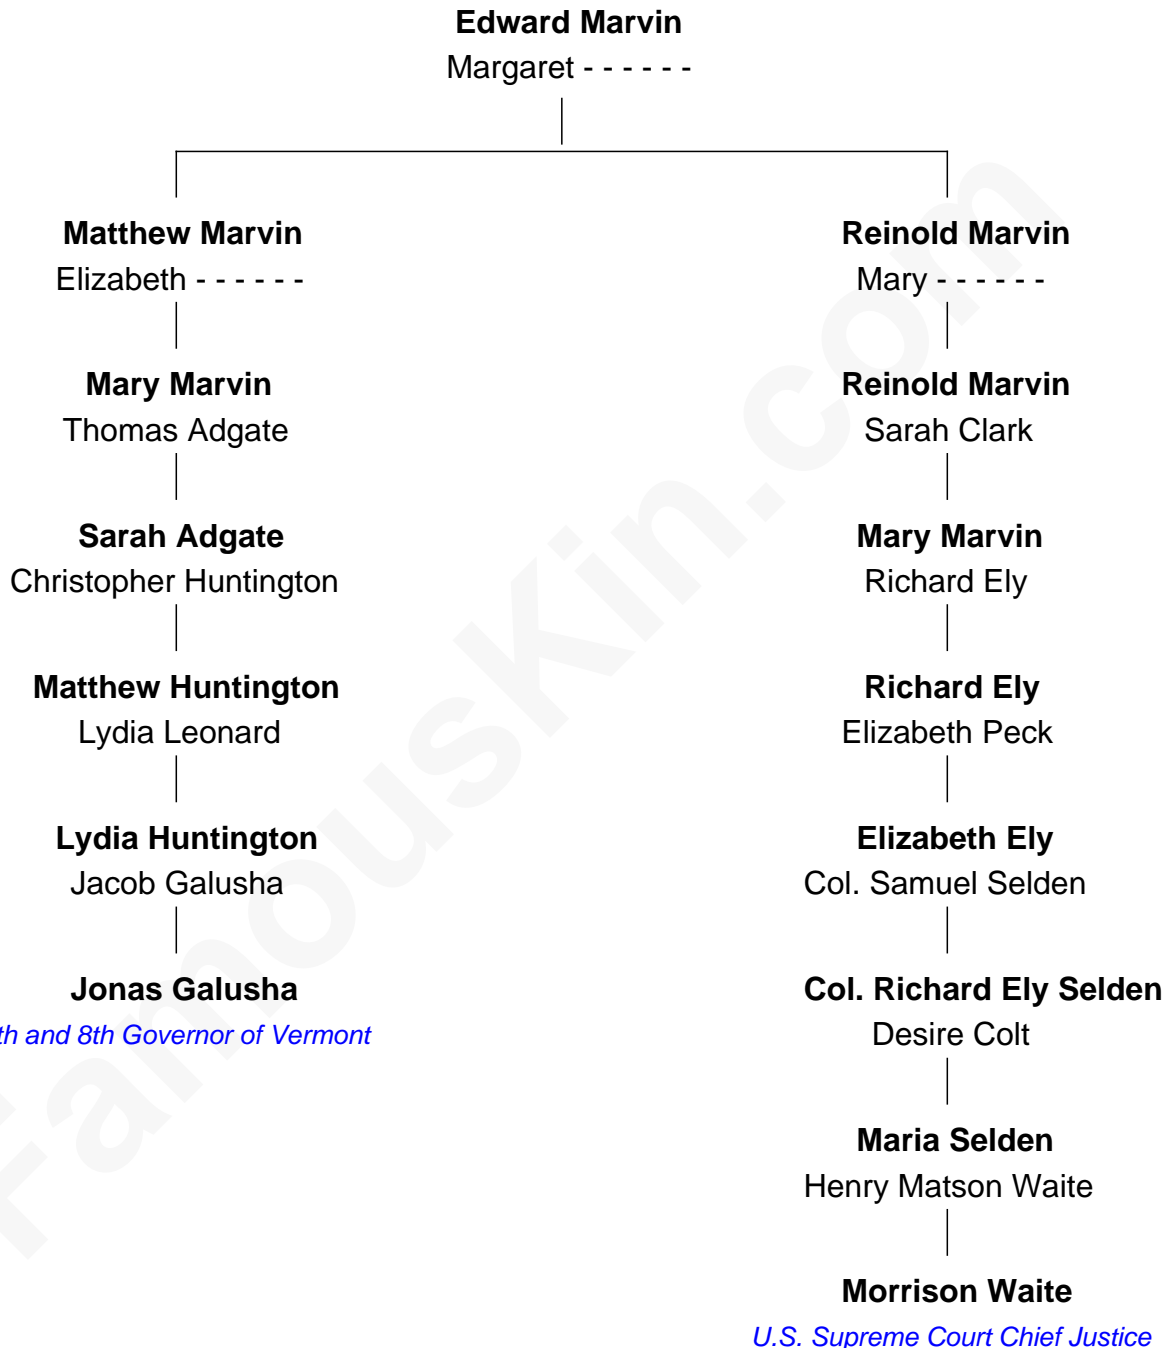 Edward Marvin
Margaret - - - - - -
Matthew Marvin
Elizabeth - - - - - -
Reinold Marvin
Mary - - - - - -
Mary Marvin
Thomas Adgate
Reinold Marvin
Sarah Clark
Sarah Adgate
Christopher Huntington
Mary Marvin
Richard Ely
Matthew Huntington
Lydia Leonard
Richard Ely
Elizabeth Peck
Lydia Huntington
Jacob Galusha
Elizabeth Ely
Col. Samuel Selden
Jonas Galusha
th and 8th Governor of Vermont
Col. Richard Ely Selden
Desire Colt
Maria Selden
Henry Matson Waite
Morrison Waite
U.S. Supreme Court Chief Justice
FamousKin.com